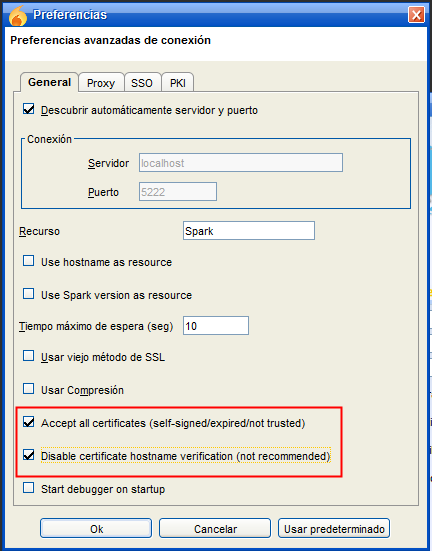 Preferencias
Preferencias avanzadas de conexión
General Proxy SSO PKI
Descubrir automáticamente servidor y puerto
Conexión
Servidor localhost
Puerto 5222
Recurso Spark
Use hostname as resource
Use Spark version as resource
Tiempo máximo de espera (seg) 10
Usar viejo método de SSL
Usar Compresión
Accept all certificates (self-signed/expired/not trusted)
Disable certificate hostname verification (not recommended)
Start debugger on startup
Ok Cancelar Usar predeterminado